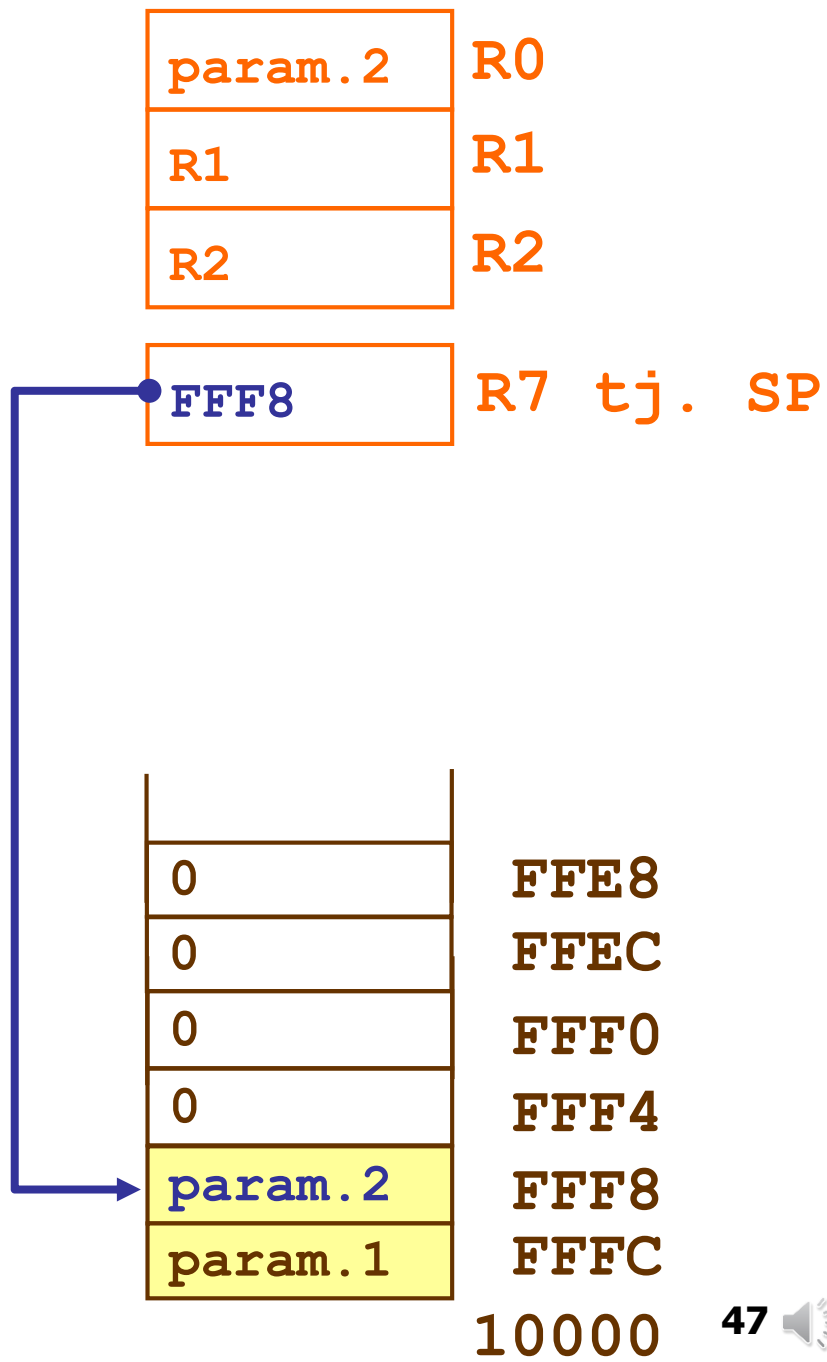 param.2 R0
R1 R1
R2 R2
FFF8 R7 tj. SP
0 FFE8
0 FFEC
0 FFF0
0 FFF4
param.2 FFF8
param.1 FFFC
10000
47